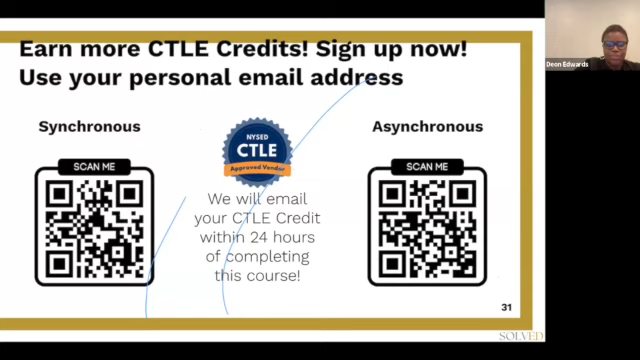 Earn more CTLE Credits! Sign up now!
Use your personal email address
Synchronous
Asynchronous
SCAN ME
NYSED
CTLE
Approved Vendor
SCAN ME
We will email
your CTLE Credit
within 24 hours
of completing
this course!
31
SOLVED
Deon Edwards